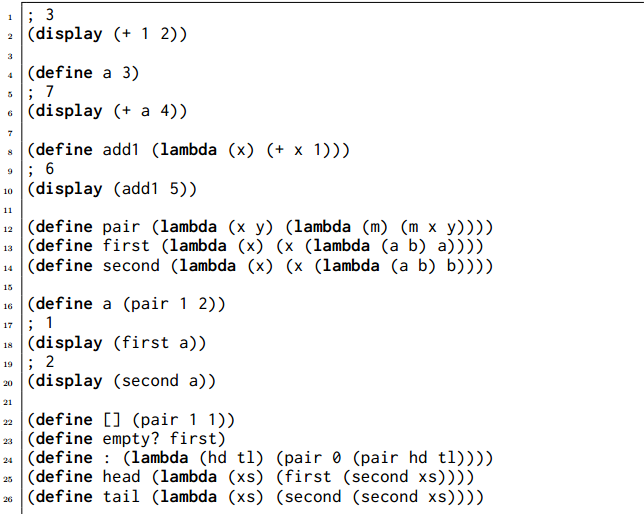 1 ; 3
2 (display (+ 1 2))
3
4 (define a 3)
5 ; 7
6 (display (+ a 4))
7
8 (define add1 (lambda (x) (+ x 1)))
9 ; 6
10 (display (add1 5))
11
12 (define pair (lambda (x y) (lambda (m) (m x y))))
13 (define first (lambda (x) (x (lambda (a b) a))))
14 (define second (lambda (x) (x (lambda (a b) b))))
15
16 (define a (pair 1 2))
17 ; 1
18 (display (first a))
19 ; 2
20 (display (second a))
21
22 (define [] (pair 1 1))
23 (define empty? first)
24 (define : (lambda (hd tl) (pair 0 (pair hd tl))))
25 (define head (lambda (xs) (first (second xs))))
26 (define tail (lambda (xs) (second (second xs))))